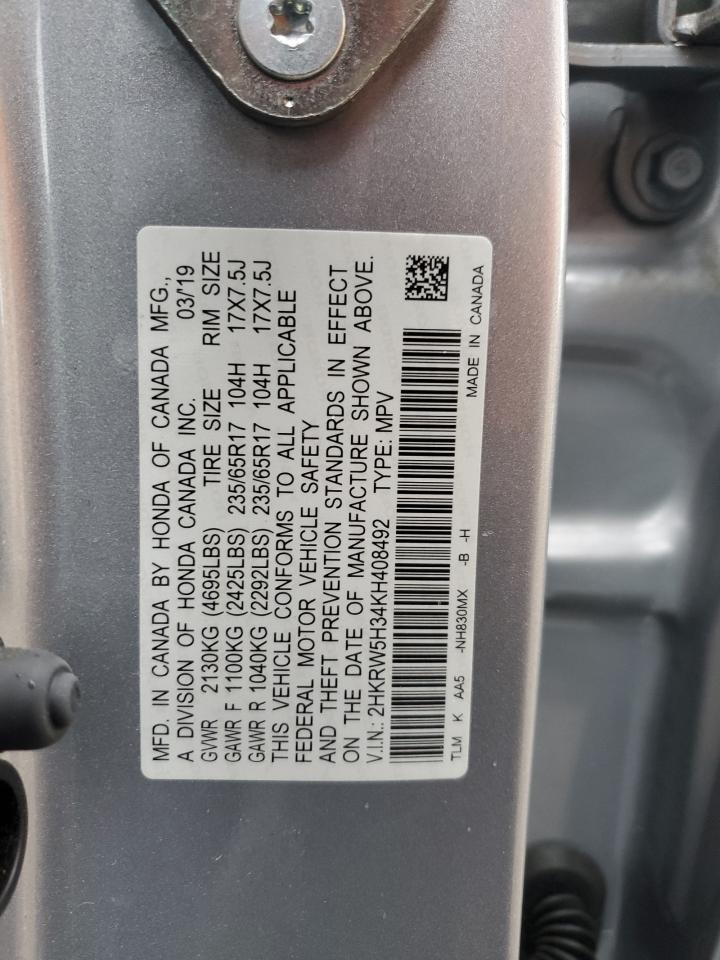 MFD. IN CANADA BY HONDA OF CANADA MFG.,
A DIVISION OF HONDA CANADA INC. 03/19
GVWR 2130KG (4695LBS) TIRE SIZE RIM SIZE
GAWR F 1100KG (2425LBS) 235/65R17 104H 17X7.5J
GAWR R 1040KG (2292LBS) 235/65R17 104H 17X7.5J
THIS VEHICLE CONFORMS TO ALL APPLICABLE
FEDERAL MOTOR VEHICLE SAFETY
AND THEFT PREVENTION STANDARDS IN EFFECT
ON THE DATE OF MANUFACTURE SHOWN ABOVE.
V.I.N.: 2HKRW5H34KH408492 TYPE: MPV
TLM K AA5 -NH830MX -B -H
MADE IN CANADA